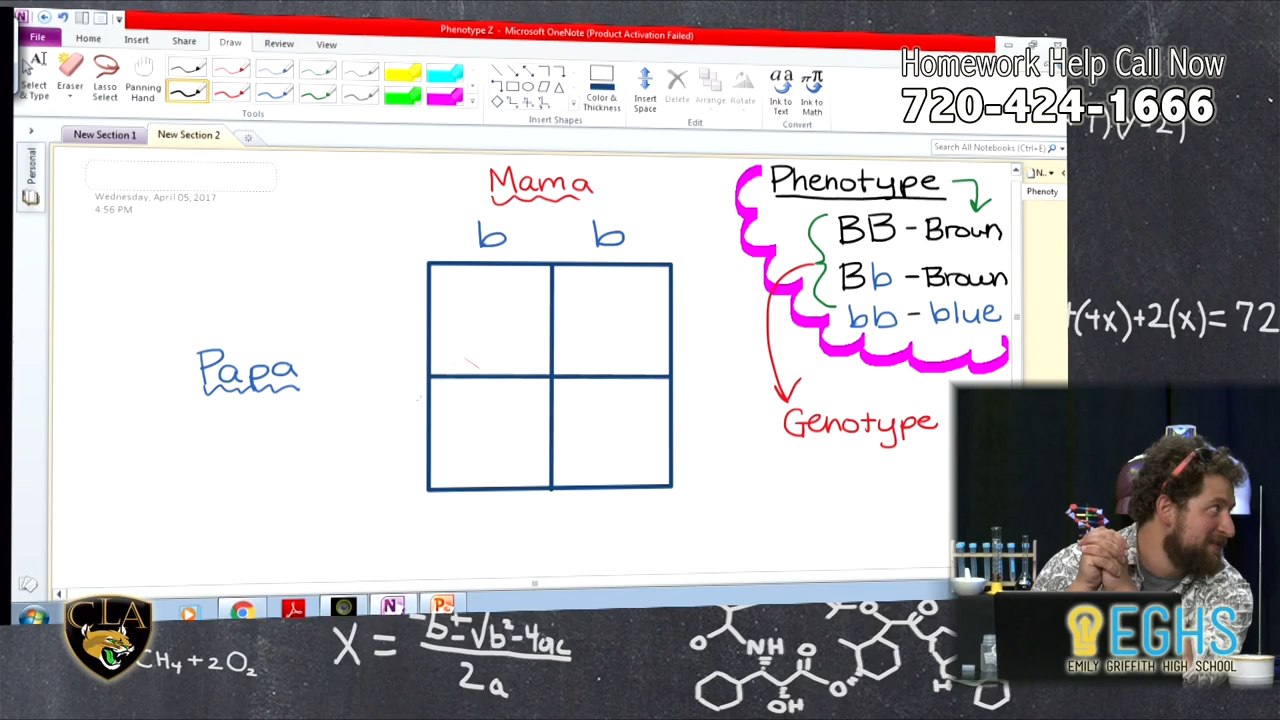 Phenotype Z - Microsoft OneNote (Product Activation Failed)
File Home Insert Share Draw Review View
Homework Help Call Now
720-424-1666
Select & Type
Eraser
Lasso Select
Panning Hand
Color & Thickness
Insert Space
Delete
Arrange
Rotate
Ink to Text
Ink to Math
Tools
Insert Shapes
Edit
Convert
New Section 1
New Section 2
Search All Notebooks (Ctrl+E)
Personal
N..
Phenoty
Wednesday, April 05, 2017
4:56 PM
Mama
b b
Papa
Phenotype
BB - Brown
Bb - Brown
bb - blue
Genotype
(4x)+2(x)=72
CLA
CH4 + 2O2
X = -b±√b²-4ac
2a
NH
O
O
OH
O
H
EGHS
EMILY GRIFFITH HIGH SCHOOL